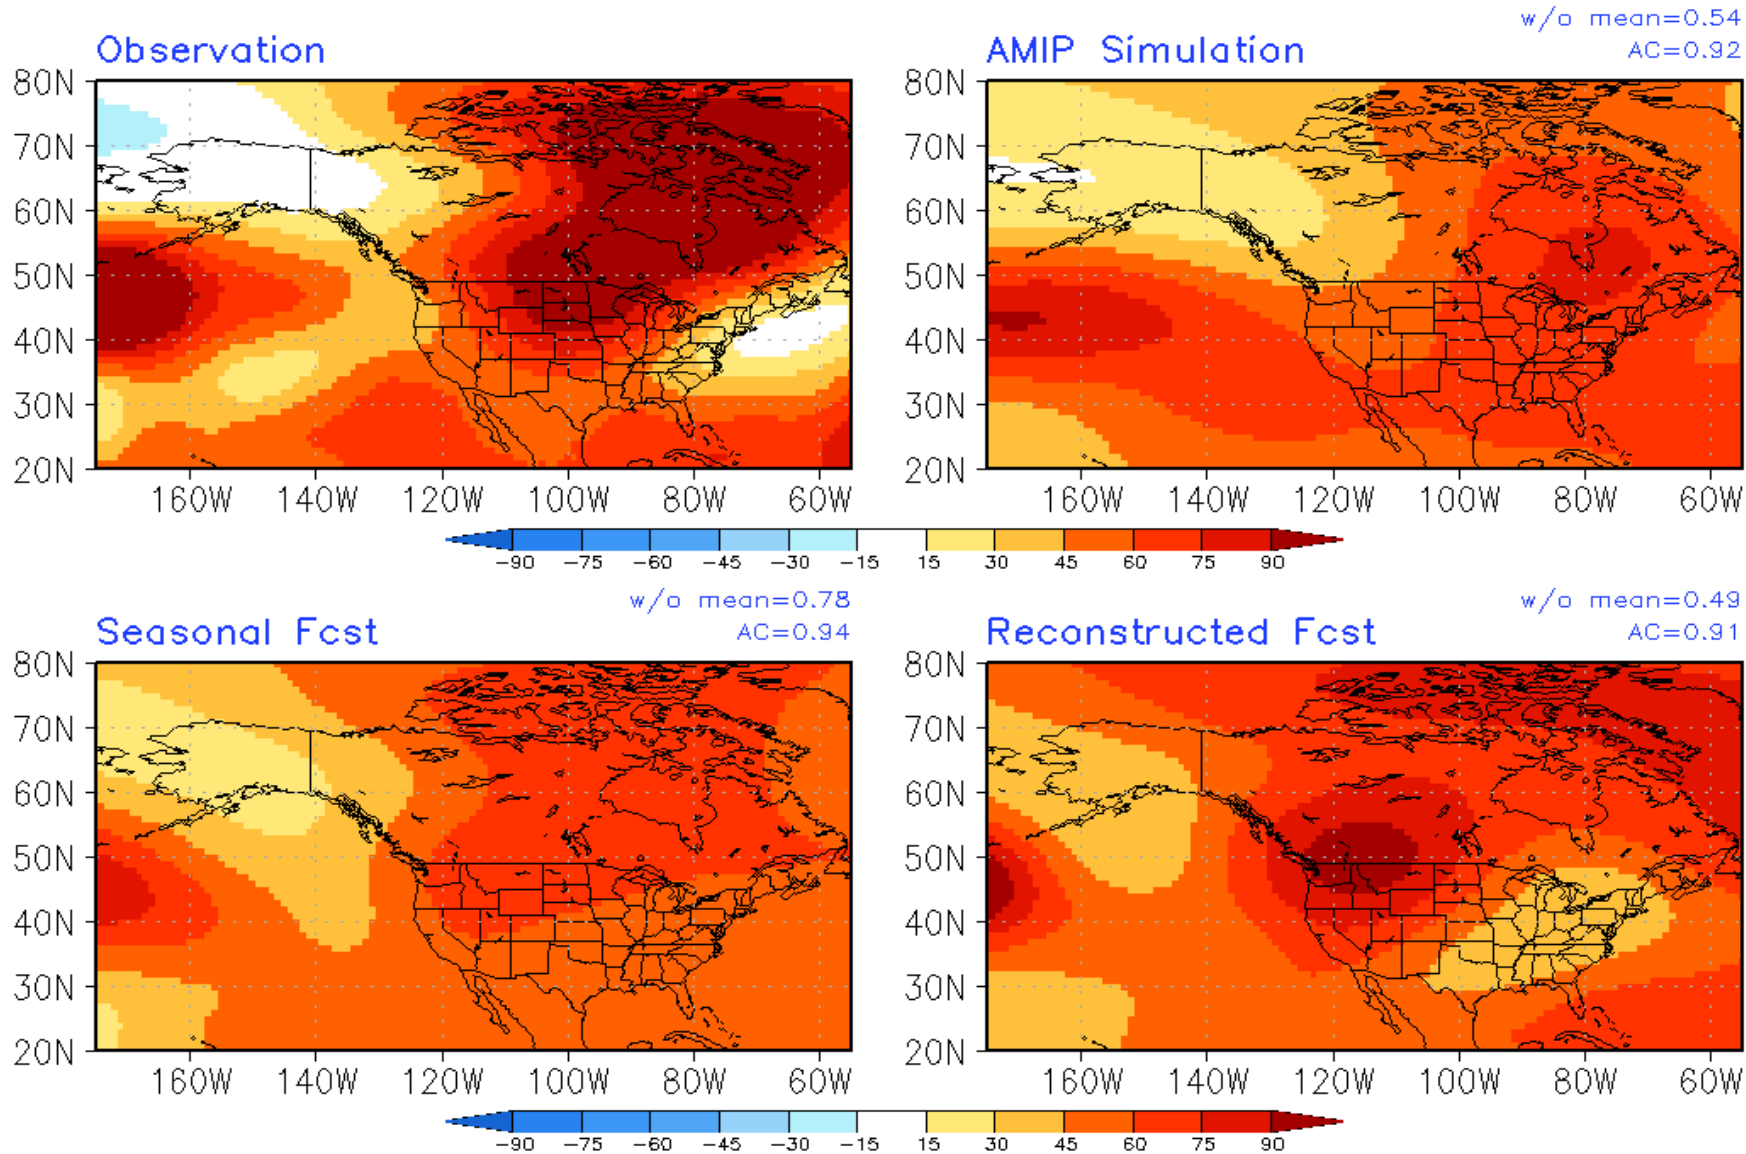 w/o mean=0.54
Observation AMIP Simulation AC=0.92
80N 80N
70N 70N
60N 60N
50N 50N
40N 40N
30N 30N
20N 20N
160W 140W 120W 100W 80W 60W 160W 140W 120W 100W 80W 60W
-90 -75 -60 -45 -30 -15 15 30 45 60 75 90
w/o mean=0.78 w/o mean=0.49
Seasonal Fcst AC=0.94 Reconstructed Fcst AC=0.91
80N 80N
70N 70N
60N 60N
50N 50N
40N 40N
30N 30N
20N 20N
160W 140W 120W 100W 80W 60W 160W 140W 120W 100W 80W 60W
-90 -75 -60 -45 -30 -15 15 30 45 60 75 90